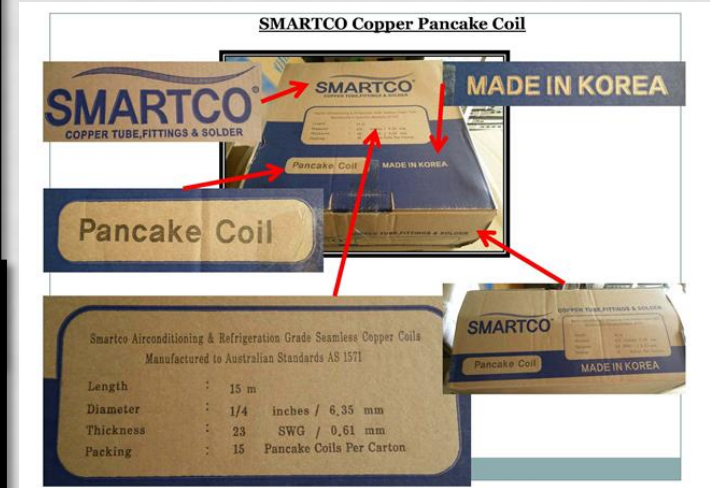 SMARTCO Copper Pancake Coil
SMARTCO
COPPER TUBE,FITTINGS & SOLDER
MADE IN KOREA
SMARTCO
COPPER TUBE,FITTINGS & SOLDER
Pancake Coil
MADE IN KOREA
TUBE,FITTINGS & SOLDER
Pancake Coil
Smartco Airconditioning & Refrigeration Grade Seamless Copper Coils
Manufactured to Australian Standards AS 1571
Length : 15 m
Diameter : 1/4 inches / 6.35 mm
Thickness : 23 SWG / 0.61 mm
Packing : 15 Pancake Coils Per Carton
COPPER TUBE,FITTINGS & SOLDER
SMARTCO
Pancake Coil
MADE IN KOREA